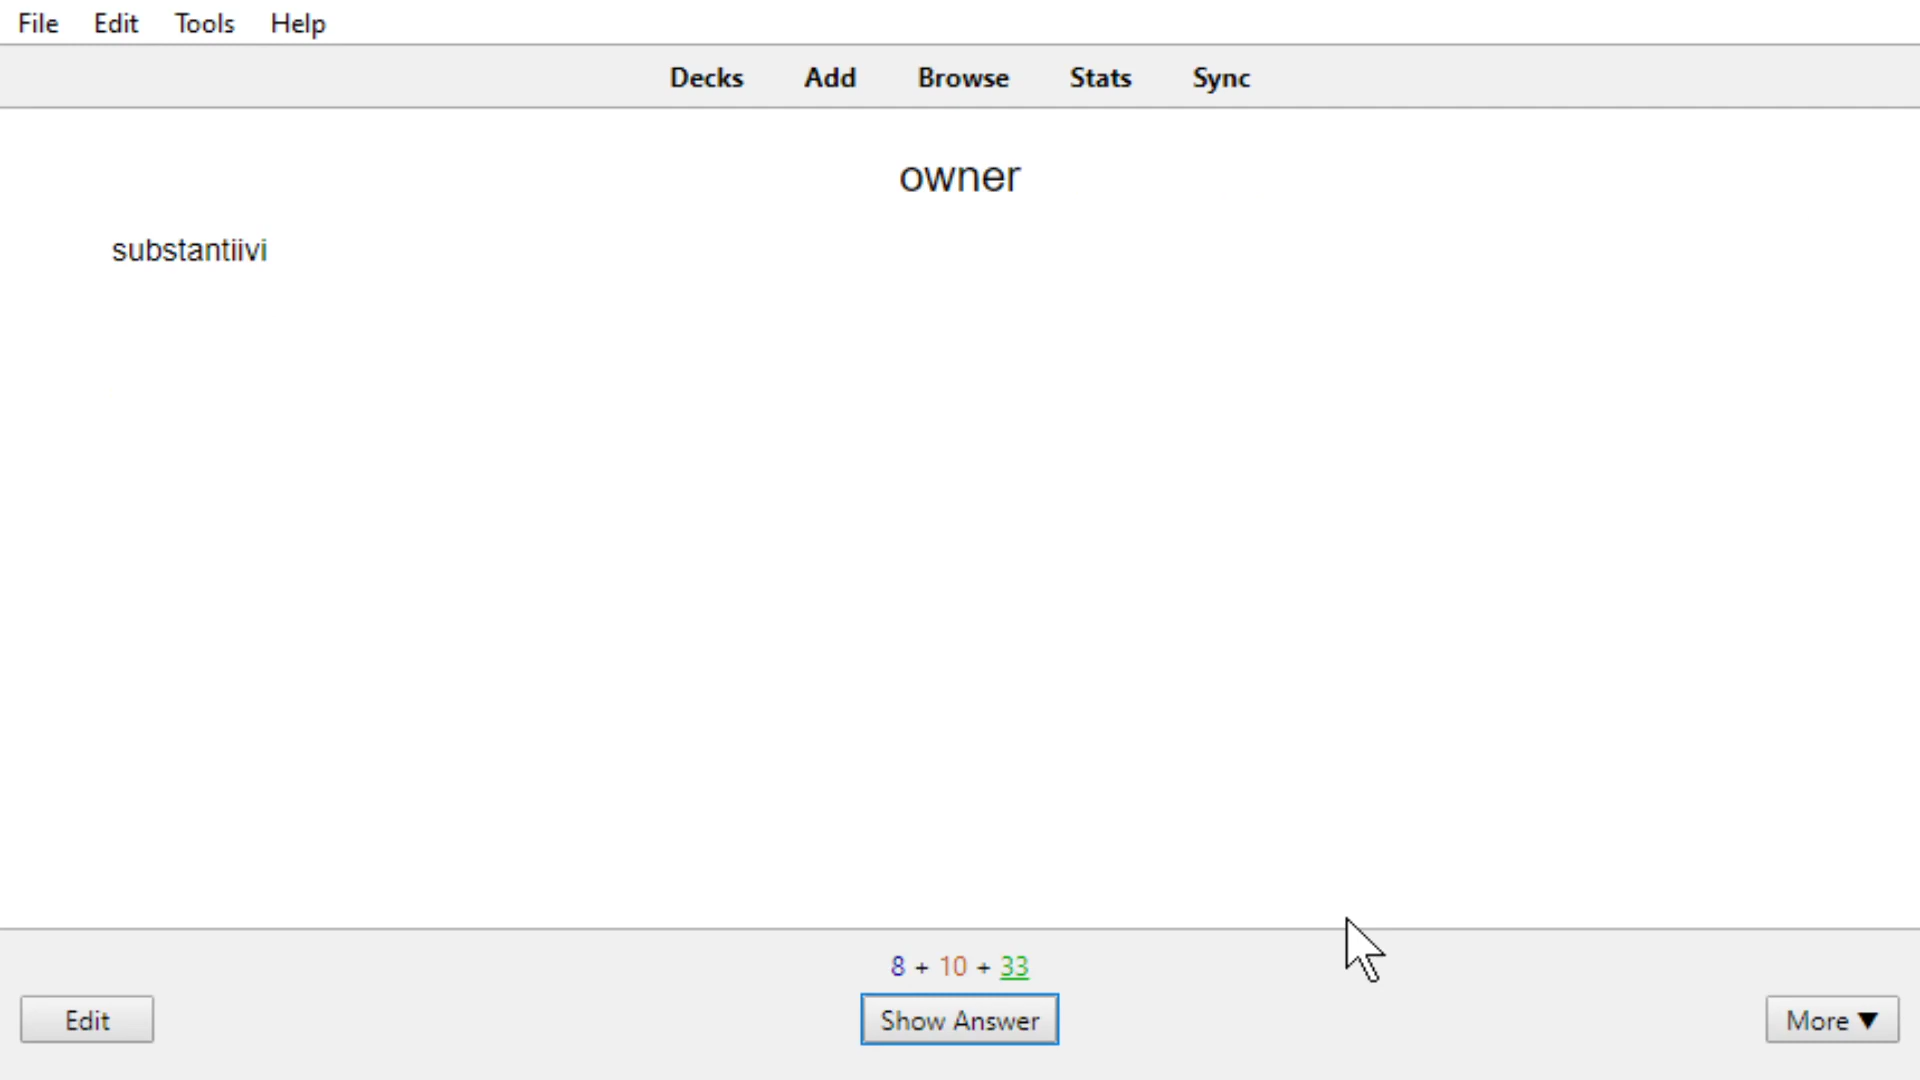 File Edit Tools Help
Decks Add Browse Stats Sync
owner
substantiivi
8 + 10 + 33
Edit Show Answer More ▼